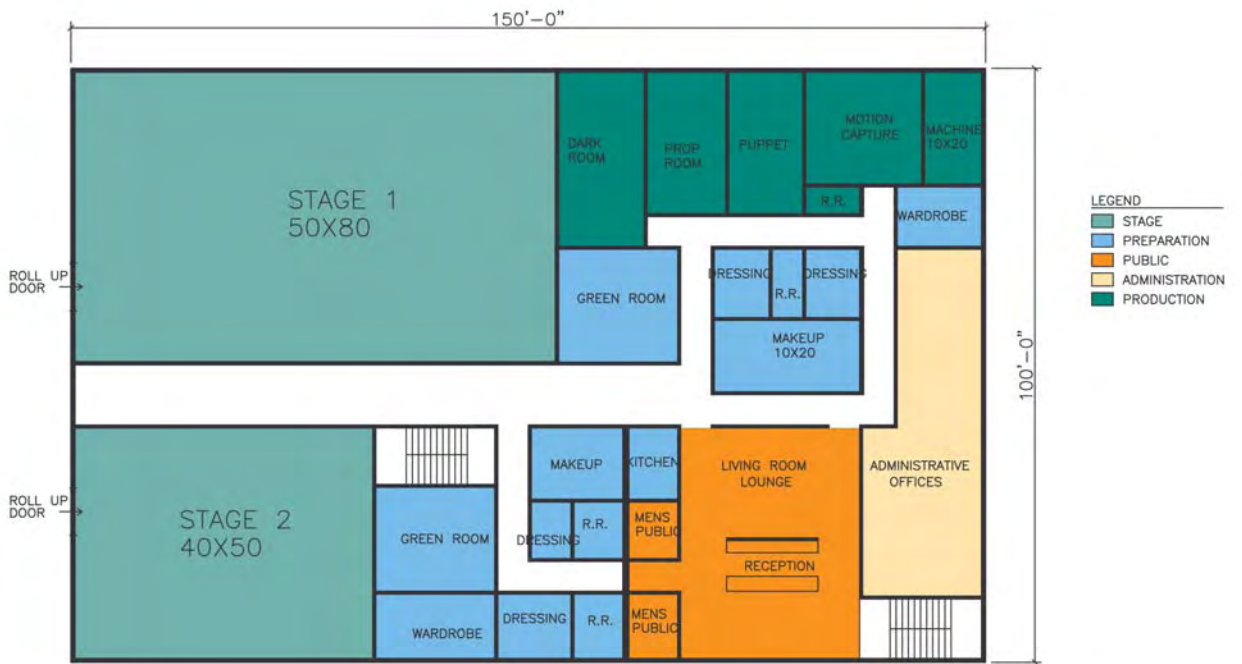 150'-0"
DARK
ROOM
PROP
ROOM
PUPPET
MOTION
CAPTURE
MACHINE
10X20
STAGE 1
50X80
R.R.
WARDROBE
LEGEND
STAGE
PREPARATION
PUBLIC
ADMINISTRATION
PRODUCTION
ROLL UP
DOOR
GREEN ROOM
DRESSING
R.R.
DRESSING
MAKEUP
10X20
100'-0"
MAKEUP
KITCHEN
LIVING ROOM
LOUNGE
ADMINISTRATIVE
OFFICES
ROLL UP
DOOR
STAGE 2
40X50
GREEN ROOM
DRESSING
R.R.
MENS
PUBLIC
RECEPTION
WARDROBE
DRESSING
R.R.
MENS
PUBLIC